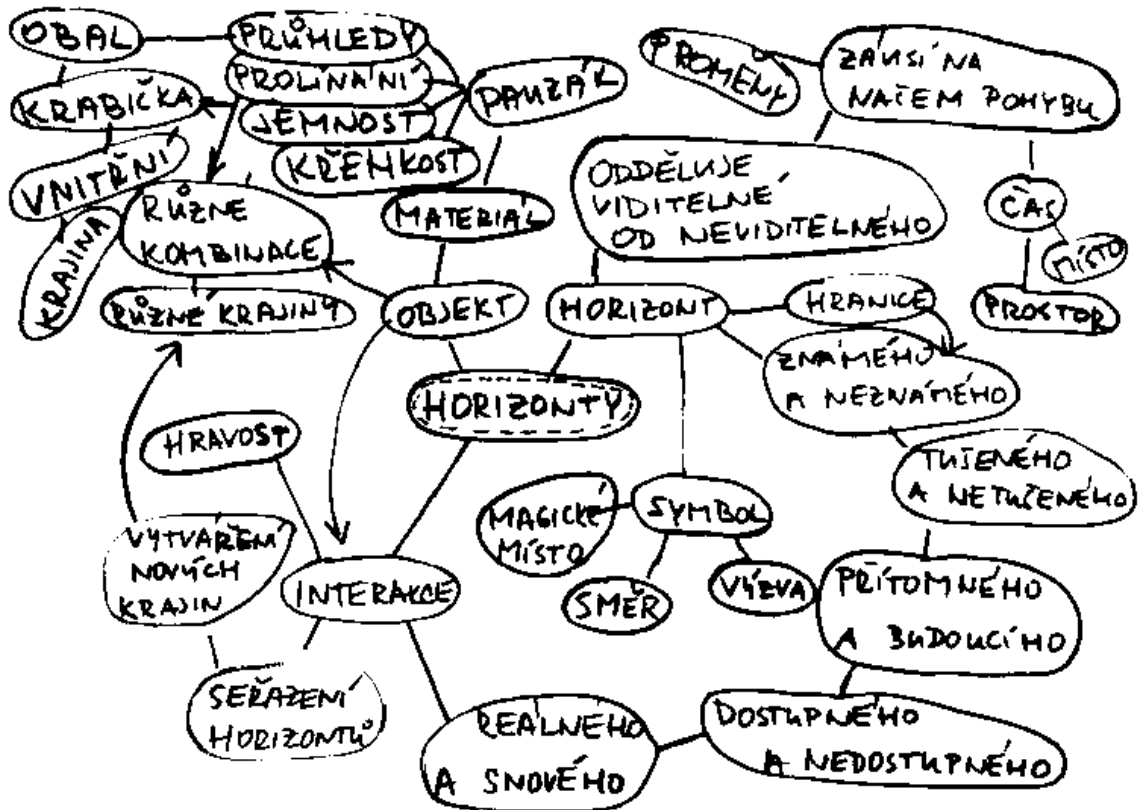 OBAL
PRŮHLEDY
PROLÍNÁNÍ
JEMNOST
KŘEHKOST
PAUZÁK
KRABIČKA
VNITŘNÍ
KRAJINA
RŮZNÉ
KOMBINACE
RŮZNÉ KRAJINY
MATERIÁL
OBJEKT
PROMĚNY
ZÁVISÍ NA
NAŠEM POHYBU
ODDĚLUJE
VIDITELNÉ
OD NEVIDITELNÉHO
ČAS
MÍSTO
PROSTOR
HORIZONT
HRANICE
ZNÁMÉHO
A NEZNÁMÉHO
HORIZONTY
HRAVOST
TUŠENÉHO
A NETUŠENÉHO
MAGICKÉ
MÍSTO
SYMBOL
SMĚR
VÝZVA
VYTVÁŘENÍ
NOVÝCH
KRAJIN
INTERAKCE
PŘÍTOMNÉHO
A BUDOUCÍHO
SEŘAZENÍ
HORIZONTŮ
REÁLNÉHO
A SNOVÉHO
DOSTUPNÉHO
A NEDOSTUPNÉHO